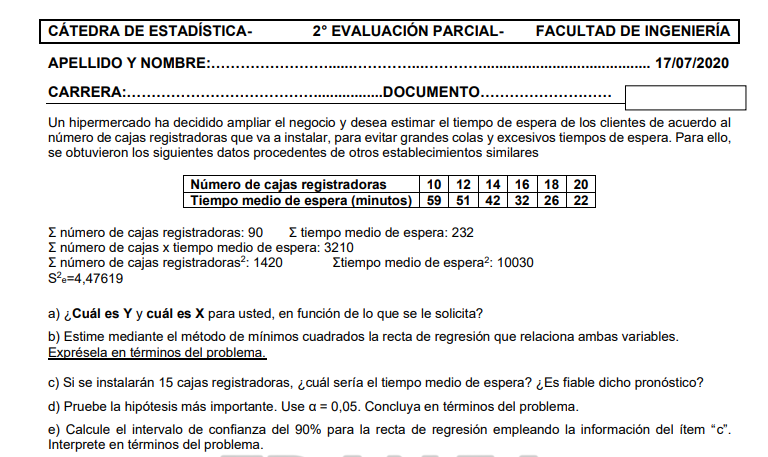 CÁTEDRA DE ESTADÍSTICA- 2° EVALUACIÓN PARCIAL- FACULTAD DE INGENIERÍA
APELLIDO Y NOMBRE:…………………….....……………...…...................................................... 17/07/2020
CARRERA:……………………………….................DOCUMENTO………………………
Un hipermercado ha decidido ampliar el negocio y desea estimar el tiempo de espera de los clientes de acuerdo al
número de cajas registradoras que va a instalar, para evitar grandes colas y excesivos tiempos de espera. Para ello,
se obtuvieron los siguientes datos procedentes de otros establecimientos similares
Número de cajas registradoras 10 12 14 16 18 20
Tiempo medio de espera (minutos) 59 51 42 32 26 22
Σ número de cajas registradoras: 90 Σ tiempo medio de espera: 232
Σ número de cajas x tiempo medio de espera: 3210
Σ número de cajas registradoras²: 1420 Σtiempo medio de espera²: 10030
S²e=4,47619
a) ¿Cuál es Y y cuál es X para usted, en función de lo que se le solicita?
b) Estime mediante el método de mínimos cuadrados la recta de regresión que relaciona ambas variables.
Exprésela en términos del problema.
c) Si se instalarán 15 cajas registradoras, ¿cuál sería el tiempo medio de espera? ¿Es fiable dicho pronóstico?
d) Pruebe la hipótesis más importante. Use α = 0,05. Concluya en términos del problema.
e) Calcule el intervalo de confianza del 90% para la recta de regresión empleando la información del ítem “c”.
Interprete en términos del problema.